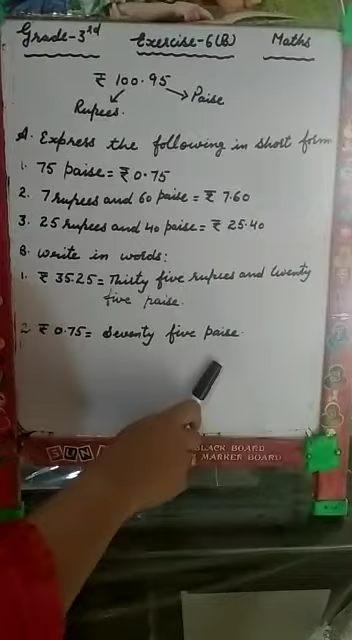 Grade-3rd Exercise-6(B) Maths
₹ 100.95
Rupees. Paise
A. Express the following in short form
1. 75 paise = ₹ 0.75
2. 7 rupees and 60 paise = ₹ 7.60
3. 25 rupees and 40 paise = ₹ 25.40
B. Write in words:
1. ₹ 35.25 = Thirty five rupees and twenty
five paise.
2. ₹ 0.75 = Seventy five paise.
SUN BLACK BOARD
MARKER BOARD